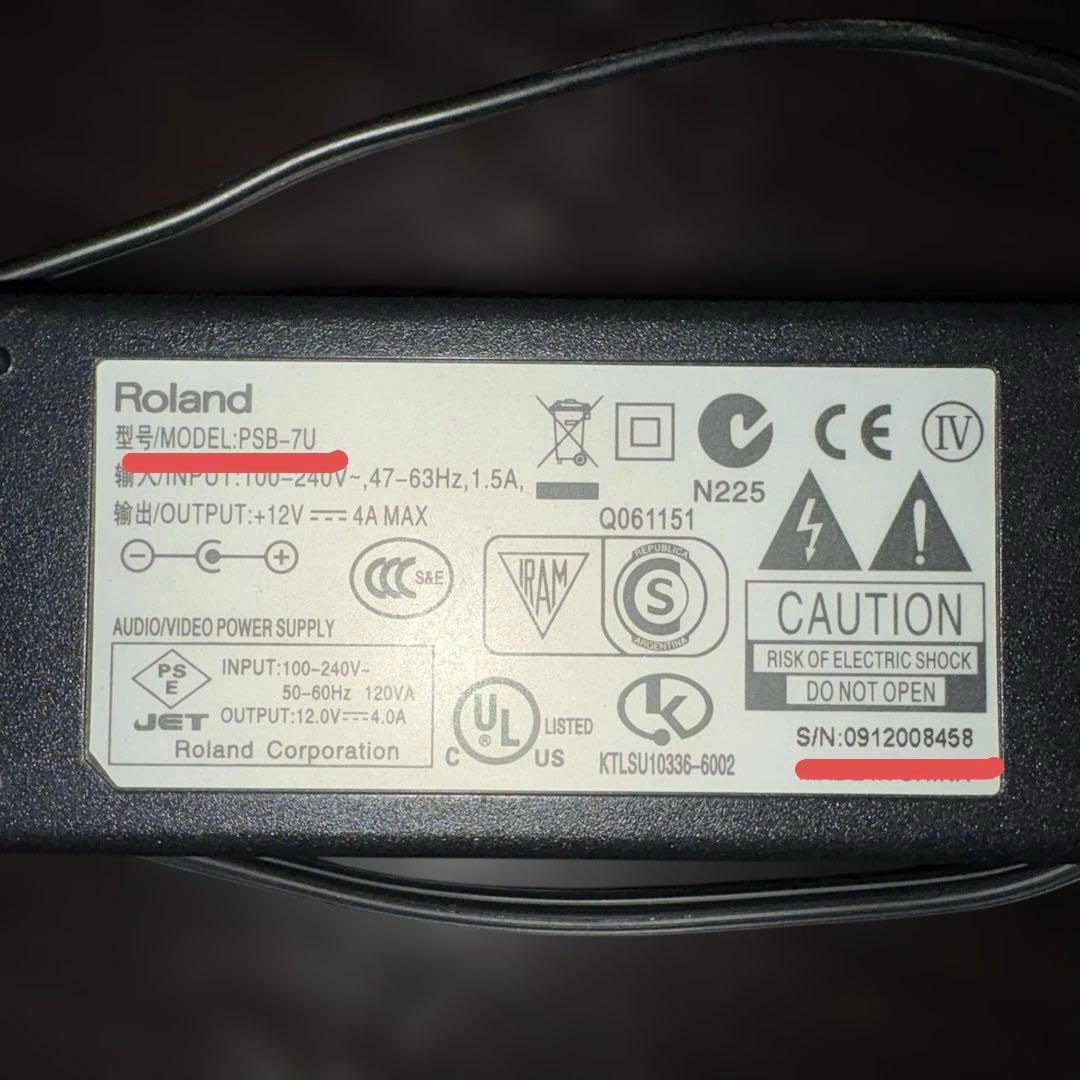 Roland
型号/MODEL:PSB-7U
输入/INPUT:100-240V~,47-63Hz,1.5A,
输出/OUTPUT:+12V⎓4A MAX
S&E
AUDIO/VIDEO POWER SUPPLY
PS
E
JET
INPUT:100-240V~
50-60Hz 120VA
OUTPUT:12.0V⎓4.0A
Roland Corporation
N225
CE
IV
Q061151
IRAM
REPUBLICA
S
ARGENTINA
UL
®
C
US
LISTED
K
KTLSU10336-6002
CAUTION
RISK OF ELECTRIC SHOCK
DO NOT OPEN
S/N:0912008458